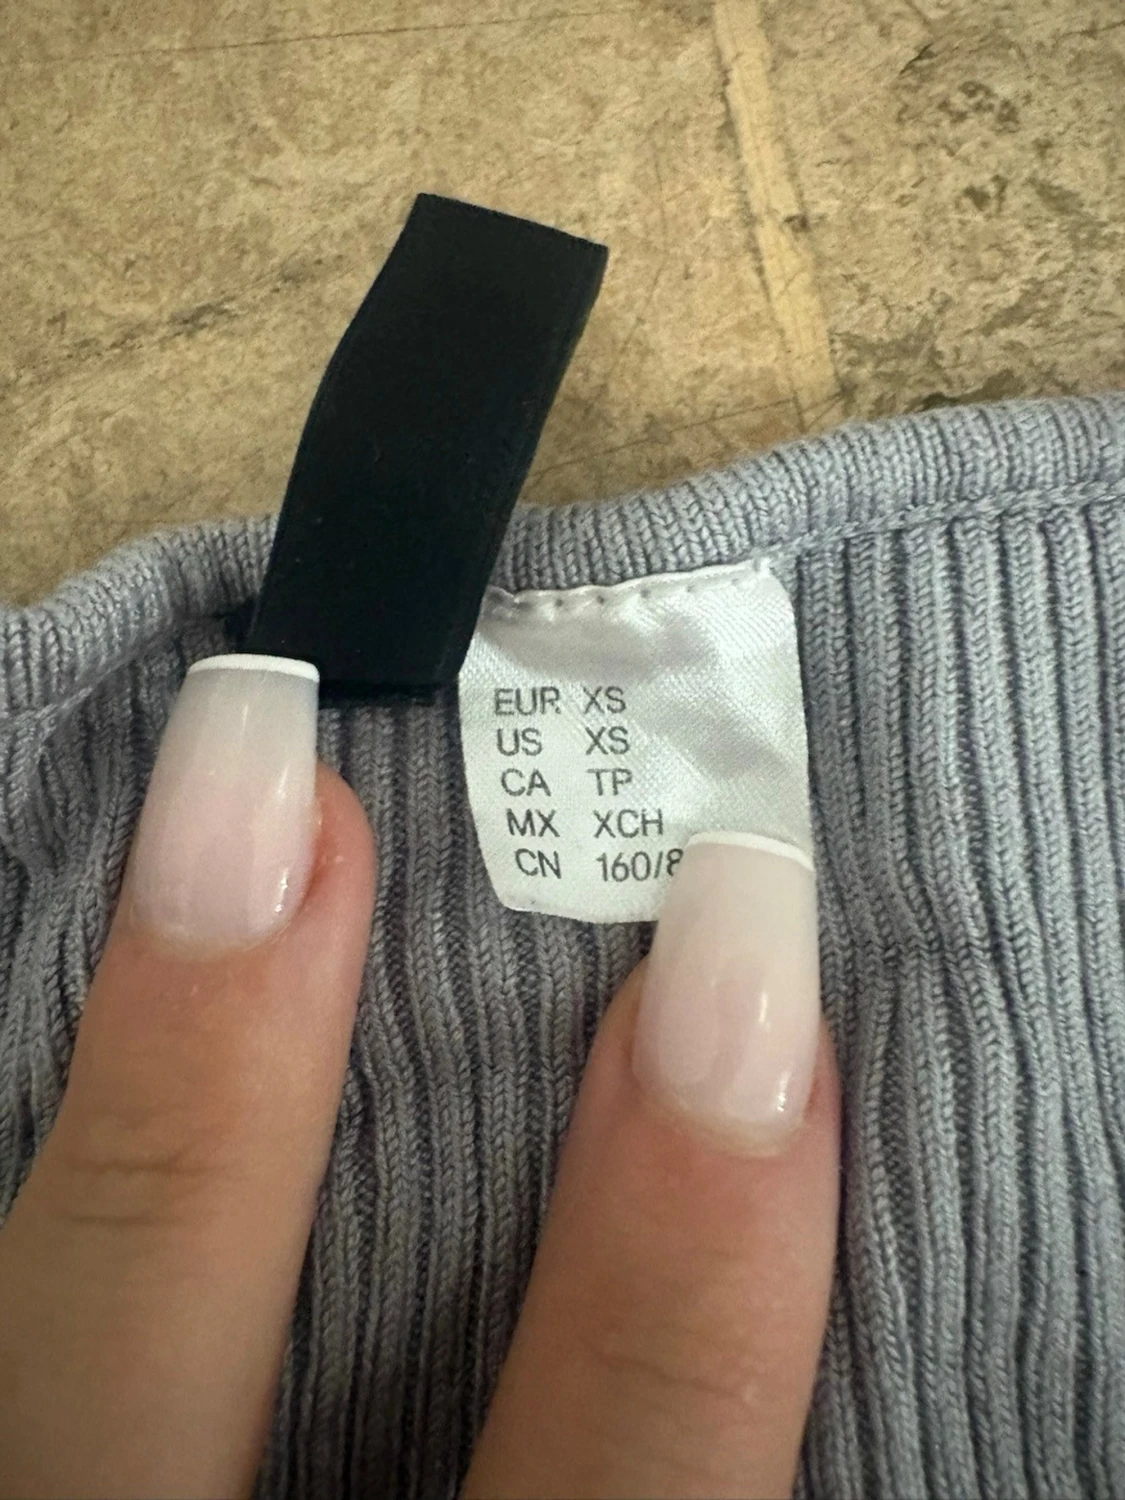 EUR XS
US XS
CA TP
MX XCH
CN 160/8